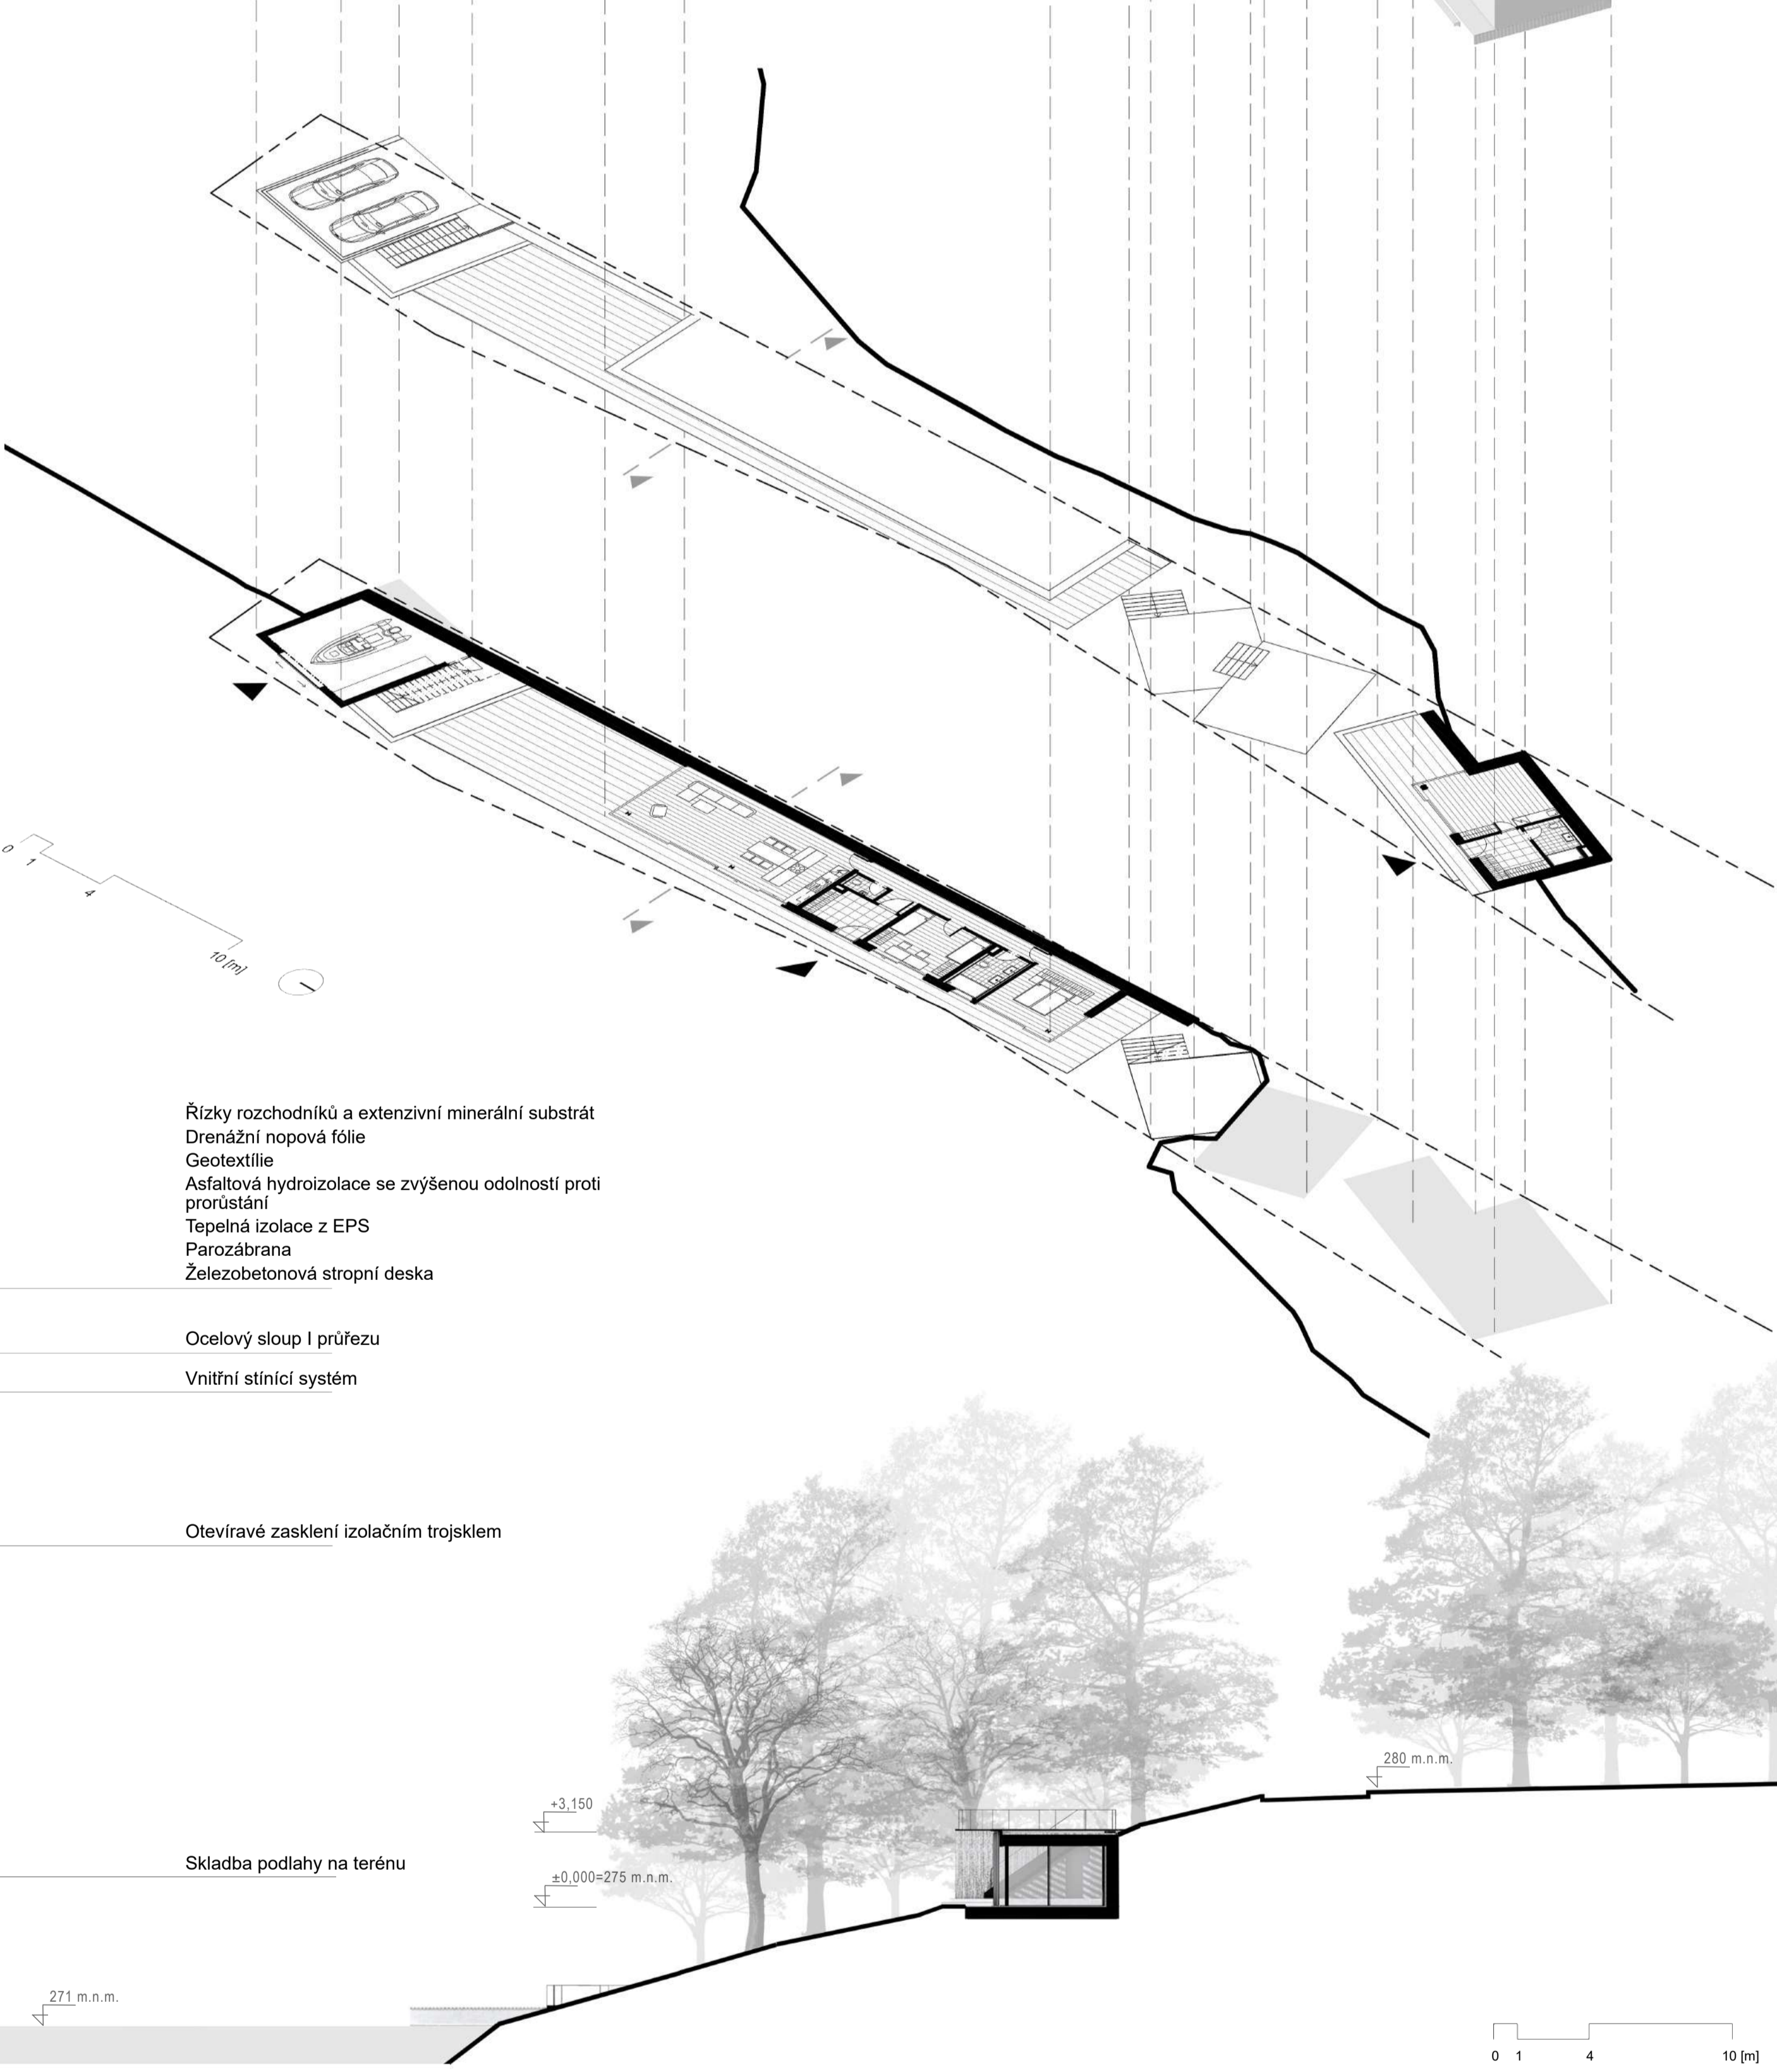 0
1
4
10 [m]
Řízky rozchodníků a extenzivní minerální substrát
Drenážní nopová fólie
Geotextílie
Asfaltová hydroizolace se zvýšenou odolností proti
prorůstání
Tepelná izolace z EPS
Parozábrana
Železobetonová stropní deska
Ocelový sloup I průřezu
Vnitřní stínící systém
Otevíravé zasklení izolačním trojsklem
280 m.n.m.
+3,150
Skladba podlahy na terénu
±0,000=275 m.n.m.
271 m.n.m.
0 1 4 10 [m]